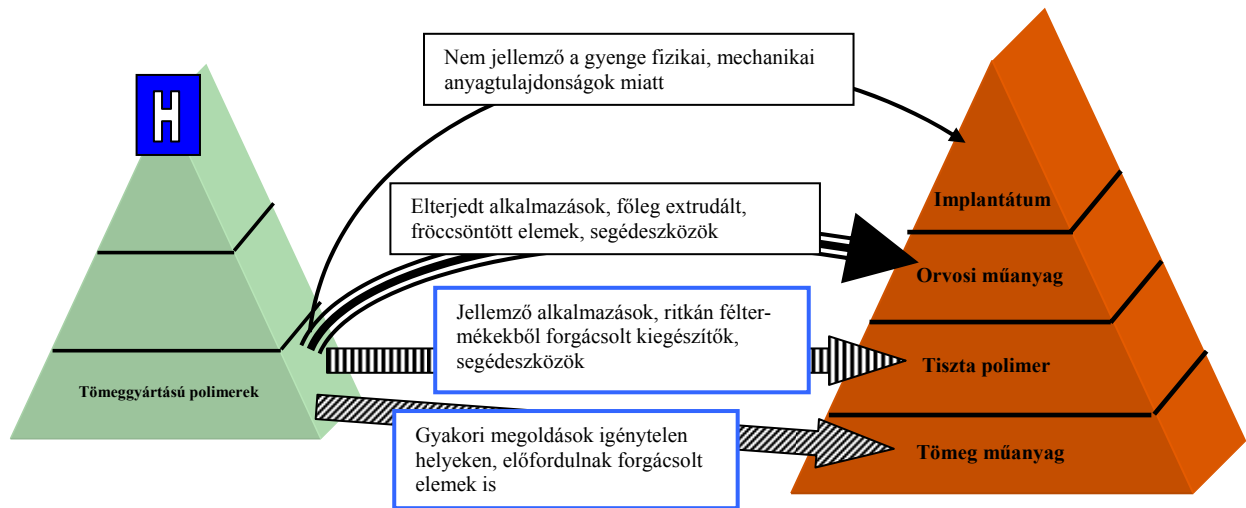 Nem jellemző a gyenge fizikai, mechanikai
anyagtulajdonságok miatt
H
Elterjedt alkalmazások, főleg extrudált,
fröccsöntött elemek, segédeszközök
Implantátum
Orvosi műanyag
Jellemző alkalmazások, ritkán féltermékekből
mékekből forgácsolt kiegészítők,
segédeszközök
Tiszta polimer
Tömeggyártású polimerek
Gyakori megoldások igénytelen
helyeken, előfordulnak forgácsolt
elemek is
Tömeg műanyag